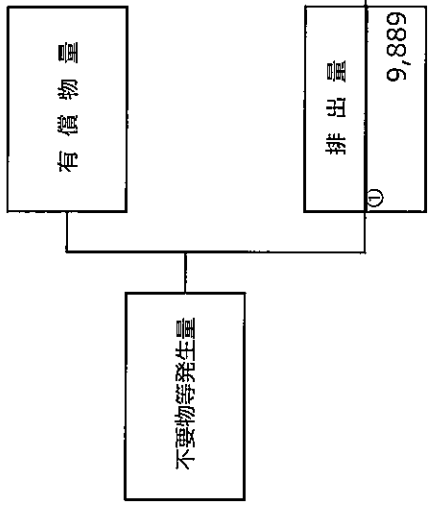 不要物等発生量
有償物量
排出量
①
9,889